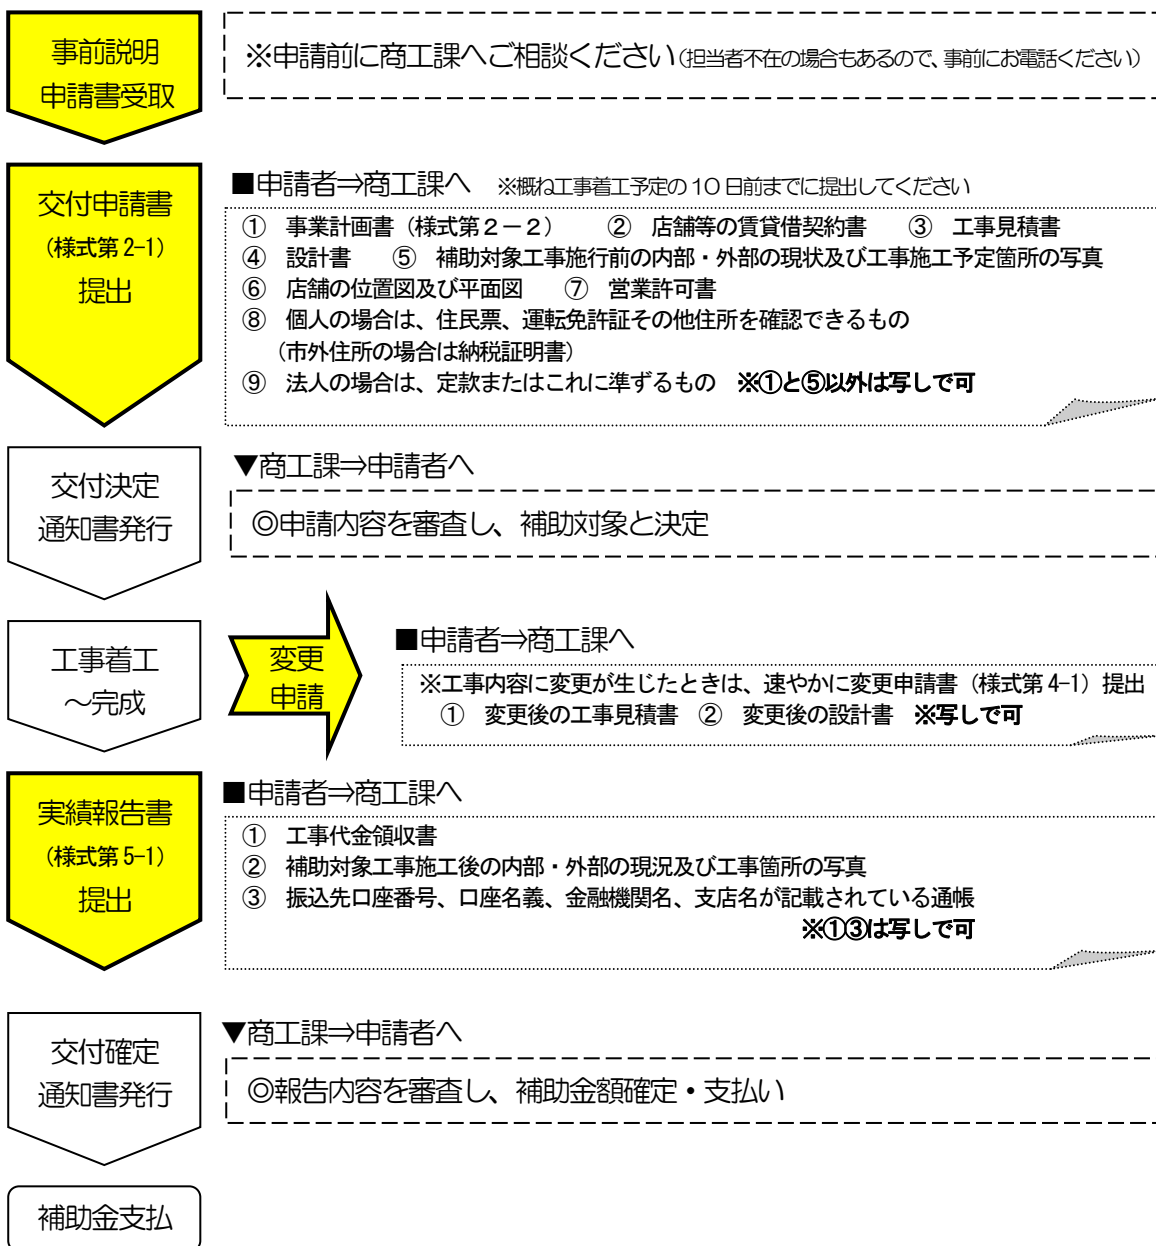 事前説明
申請書受取
※申請前に商工課へご相談ください(担当者不在の場合もあるので、事前にお電話ください)
交付申請書
(様式第2-1)
提出
■申請者⇒商工課へ ※概ね工事着工予定の10日前までに提出してください
① 事業計画書(様式第2-2) ② 店舗等の賃貸借契約書 ③ 工事見積書
④ 設計書 ⑤ 補助対象工事施行前の内部・外部の現状及び工事施工予定箇所の写真
⑥ 店舗の位置図及び平面図 ⑦ 営業許可書
⑧ 個人の場合は、住民票、運転免許証その他住所を確認できるもの
(市外住所の場合は納税証明書)
⑨ 法人の場合は、定款またはこれに準ずるもの ※①と⑤以外は写しで可
交付決定
通知書発行
▼商工課⇒申請者へ
◎申請内容を審査し、補助対象と決定
工事着工
~完成
変更
申請
■申請者⇒商工課へ
※工事内容に変更が生じたときは、速やかに変更申請書(様式第4-1)提出
① 変更後の工事見積書 ② 変更後の設計書 ※写しで可
実績報告書
(様式第5-1)
提出
■申請者⇒商工課へ
① 工事代金領収書
② 補助対象工事施工後の内部・外部の現況及び工事箇所の写真
③ 振込先口座番号、口座名義、金融機関名、支店名が記載されている通帳
※①③は写しで可
交付確定
通知書発行
▼商工課⇒申請者へ
◎報告内容を審査し、補助金額確定・支払い
補助金支払